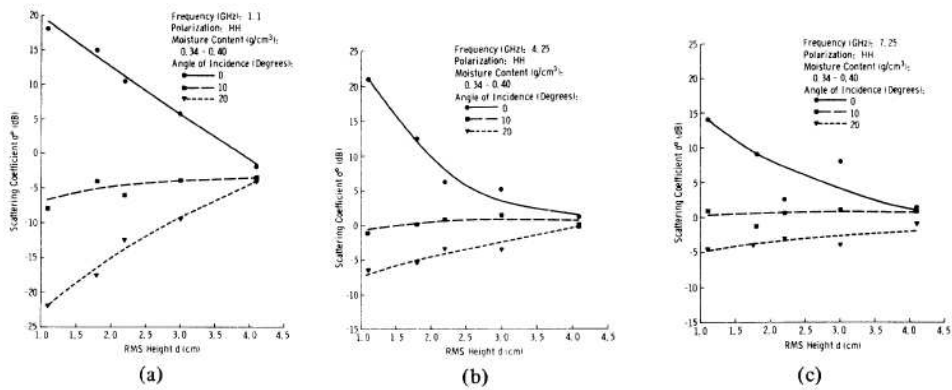 Frequency (GHz): 1.1
Polarization: HH
Moisture Content (g/cm³):
0.34 - 0.40
Angle of Incidence (Degrees):
0
10
20
Scattering Coefficient σ° (dB)
20
15
10
5
0
-5
-10
-15
-20
25
1.0 1.5 2.0 2.5 3.0 3.5 4.0 4.5
RMS Height d (cm)
(a)
Frequency (GHz): 4.25
Polarization: HH
Moisture Content (g/cm³)
0.34 - 0.40
Angle of Incidence (Degrees):
0
10
20
Scattering Coefficient σ° (dB)
25
20
15
10
5
0
-5
-10
-15
1.0 1.5 2.0 2.5 3.0 3.5 4.0 4.5
RMS Height d (cm)
(b)
Frequency (GHz): 7.25
Polarization: HH
Moisture Content (g/cm³)
0.34 - 0.40
Angle of Incidence (Degrees):
0
10
20
Scattering Coefficient σ° (dB)
25
20
15
10
5
0
-5
-10
-15
1.0 1.5 2.0 2.5 3.0 3.5 4.0 4.5
RMS Height d (cm)
(c)